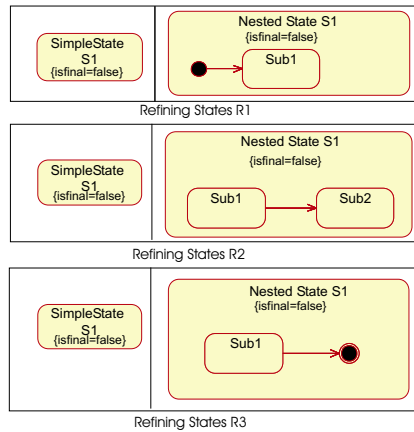 SimpleState
S1
{isfinal=false}
Nested State S1
{isfinal=false}
Sub1
Refining States R1
SimpleState
S1
{isfinal=false}
Nested State S1
{isfinal=false}
Sub1
Sub2
Refining States R2
SimpleState
S1
{isfinal=false}
Nested State S1
{isfinal=false}
Sub1
Refining States R3